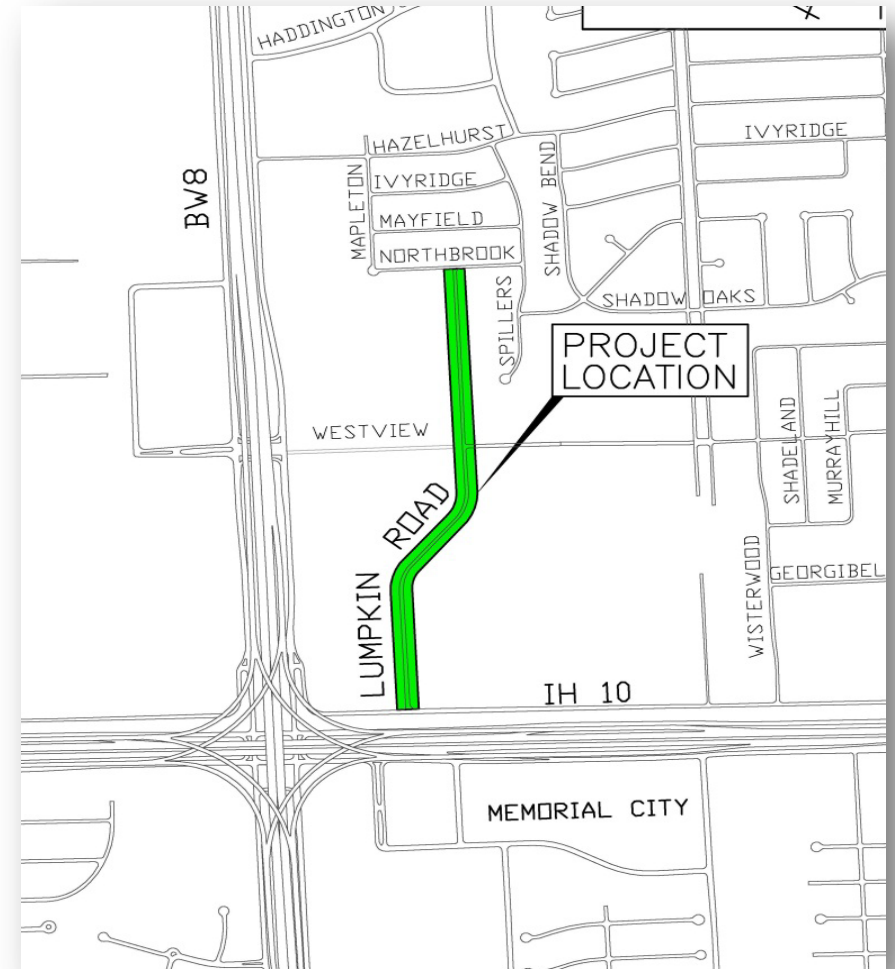 HADDINGTON
HAZELHURST
IVYRIDGE
IVYRIDGE
MAPLETON
SHADOW BEND
BW8
MAYFIELD
NORTHBROOK
SPILLERS
SHADOW OAKS
PROJECT
LOCATION
WESTVIEW
SHADELAND
MURRAYHILL
ROAD
LUMPKIN
WISTERWOOD
GEORGIBEL
IH 10
MEMORIAL CITY